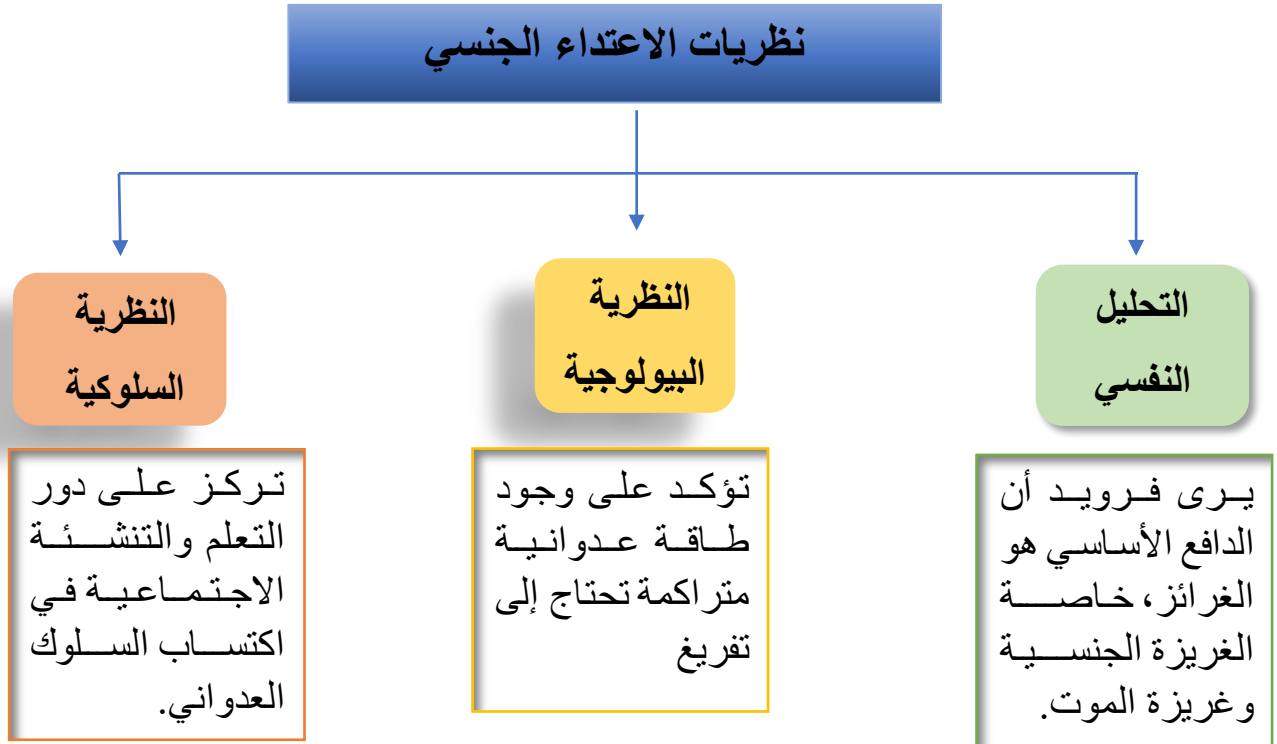 نظريات الاعتداء الجنسي
التحليل
النفسي
يرى فرويد أن
الدافع الأساسي هو
الغرائز، خاصة
الغريزة الجنسية
وغريزة الموت.
النظرية
البيولوجية
تؤكد على وجود
طاقة عدوانية
متراكمة تحتاج إلى
تفريغ
النظرية
السلوكية
تركز على دور
التعلم والتنشئة
الاجتماعية في
اكتساب السلوك
العدواني.